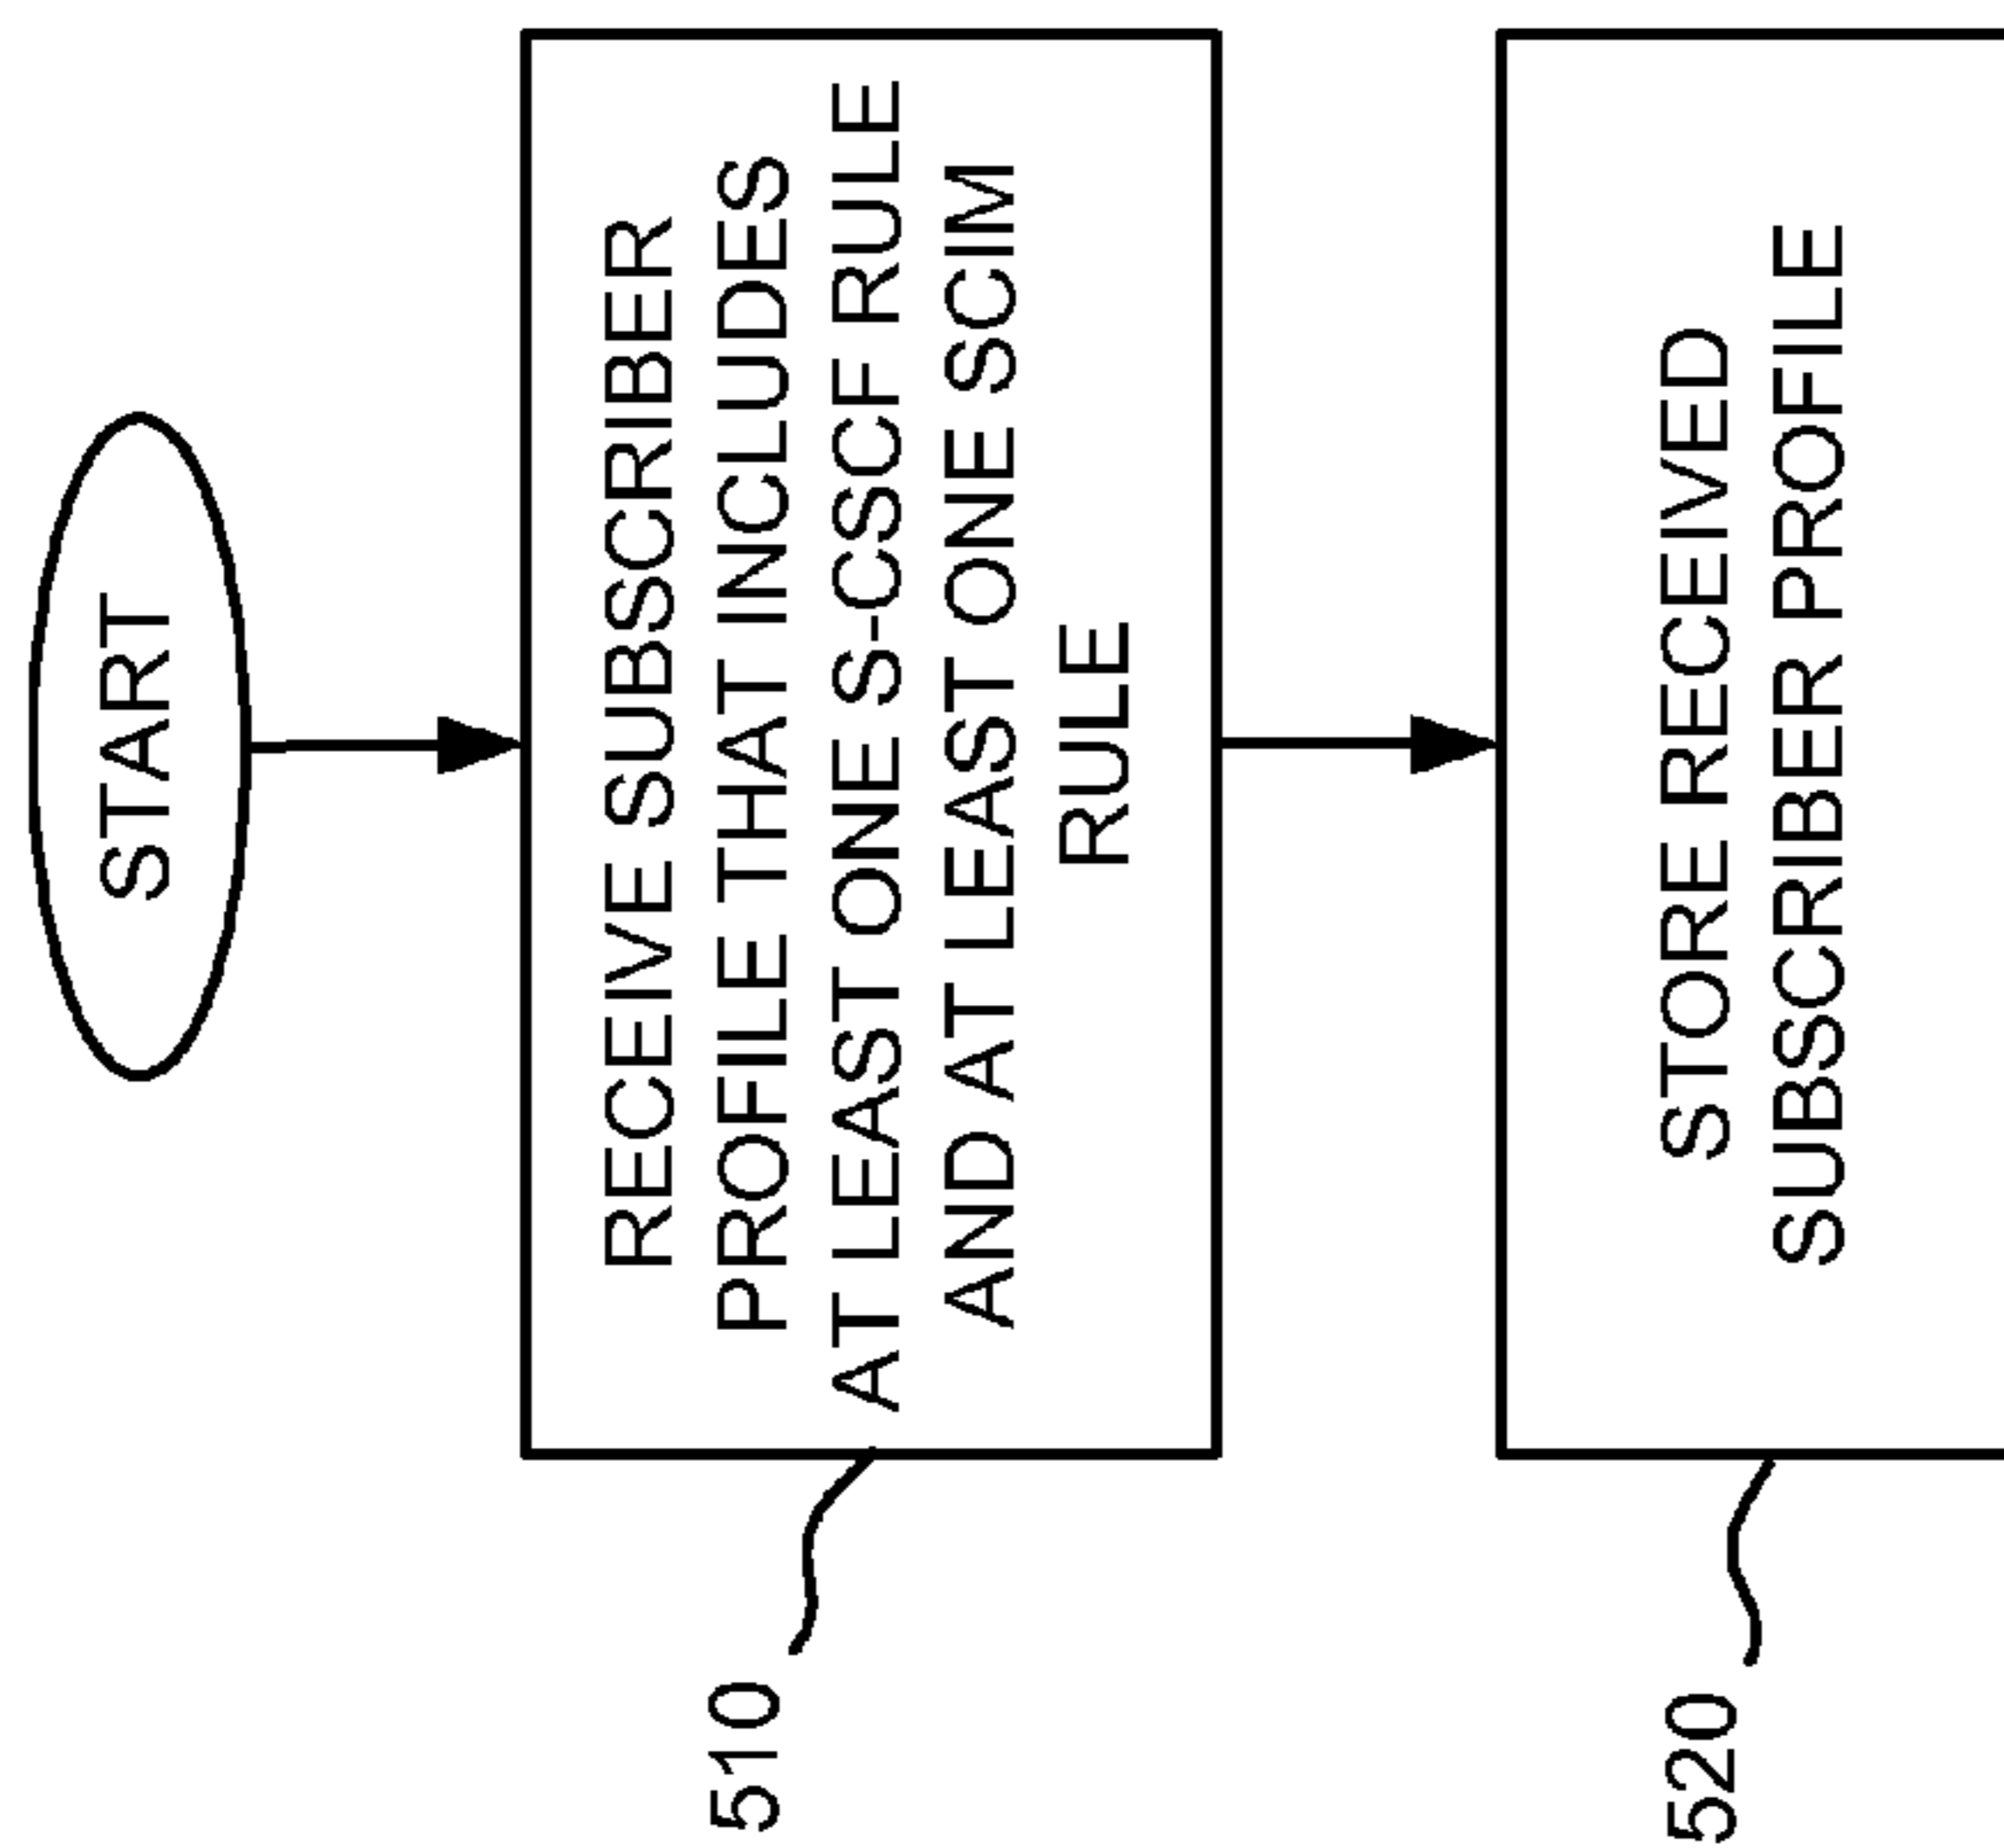 START
RECEIVE SUBSCRIBER
PROFILE THAT INCLUDES
AT LEAST ONE S-CSCF RULE
AND AT LEAST ONE SCIM
RULE
510
STORE RECEIVED
SUBSCRIBER PROFILE
520